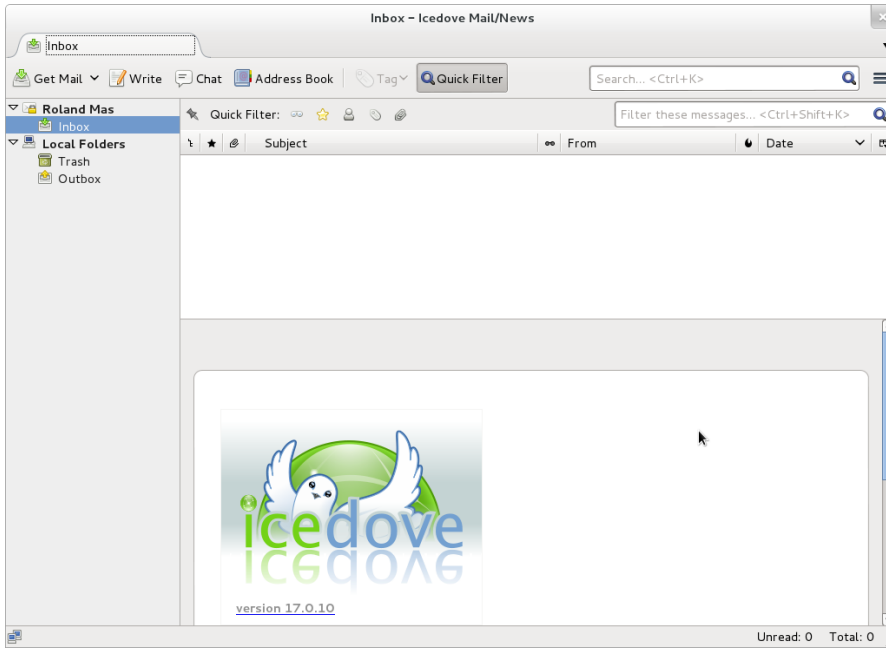 Inbox – Icedove Mail/News
Inbox
Get Mail Write Chat Address Book Tag Quick Filter Search... <Ctrl+K>
Roland Mas
Inbox
Local Folders
Trash
Outbox
Quick Filter: Filter these messages... <Ctrl+Shift+K>
Subject From Date
icedove
version 17.0.10
Unread: 0 Total: 0